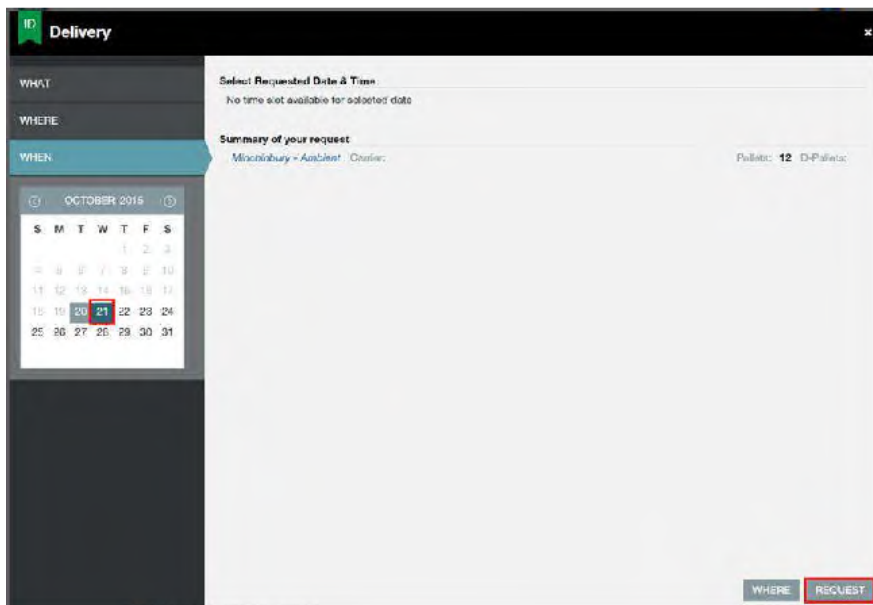 ID
Delivery
WHAT
WHERE
WHEN
Select Requested Date & Time
No time slot available for selected date
Summary of your request
Minchinbury - Ambient Carrier: Pallets: 12 D-Pallets:
OCTOBER 2015
S M T W T F S
1 2 3
4 5 6 7 8 9 10
11 12 13 14 15 16 17
18 19 20 21 22 23 24
25 26 27 28 29 30 31
WHERE REQUEST